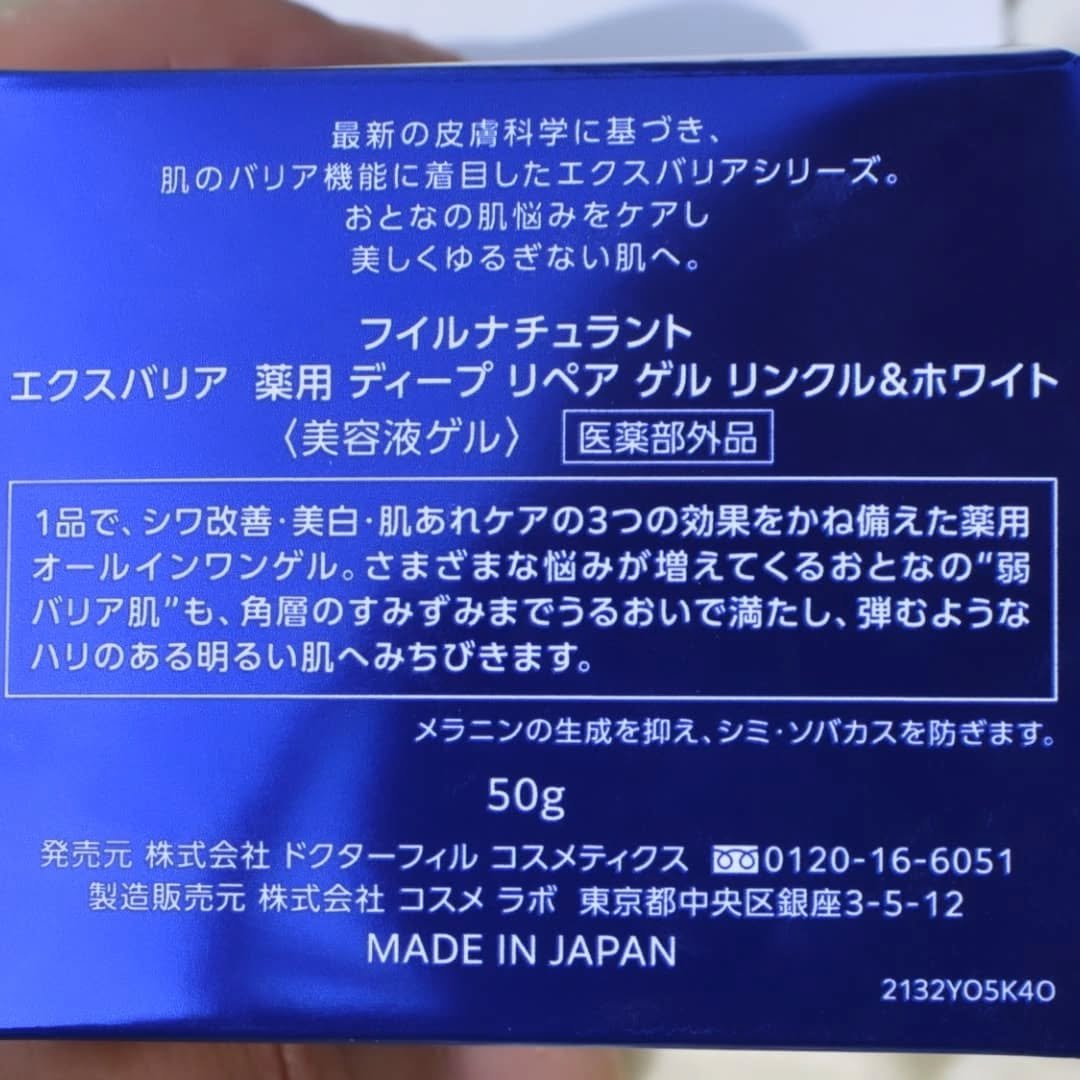 最新の皮膚科学に基づき、
肌のバリア機能に着目したエクスバリアシリーズ。
おとなの肌悩みをケアし
美しくゆるぎない肌へ。
フイルナチュラント
エクスバリア 薬用 ディープ リペア ゲル リンクル&ホワイト
〈美容液ゲル〉 医薬部外品
1品で、シワ改善・美白・肌あれケアの3つの効果をかね備えた薬用
オールインワンゲル。さまざまな悩みが増えてくるおとなの“弱
バリア肌”も、角層のすみずみまでうるおいで満たし、弾むような
ハリのある明るい肌へみちびきます。
メラニンの生成を抑え、シミ・ソバカスを防ぎます。
50g
発売元 株式会社 ドクターフィル コスメティクス 0120-16-6051
製造販売元 株式会社 コスメ ラボ 東京都中央区銀座3-5-12
MADE IN JAPAN
2132YO5K4O